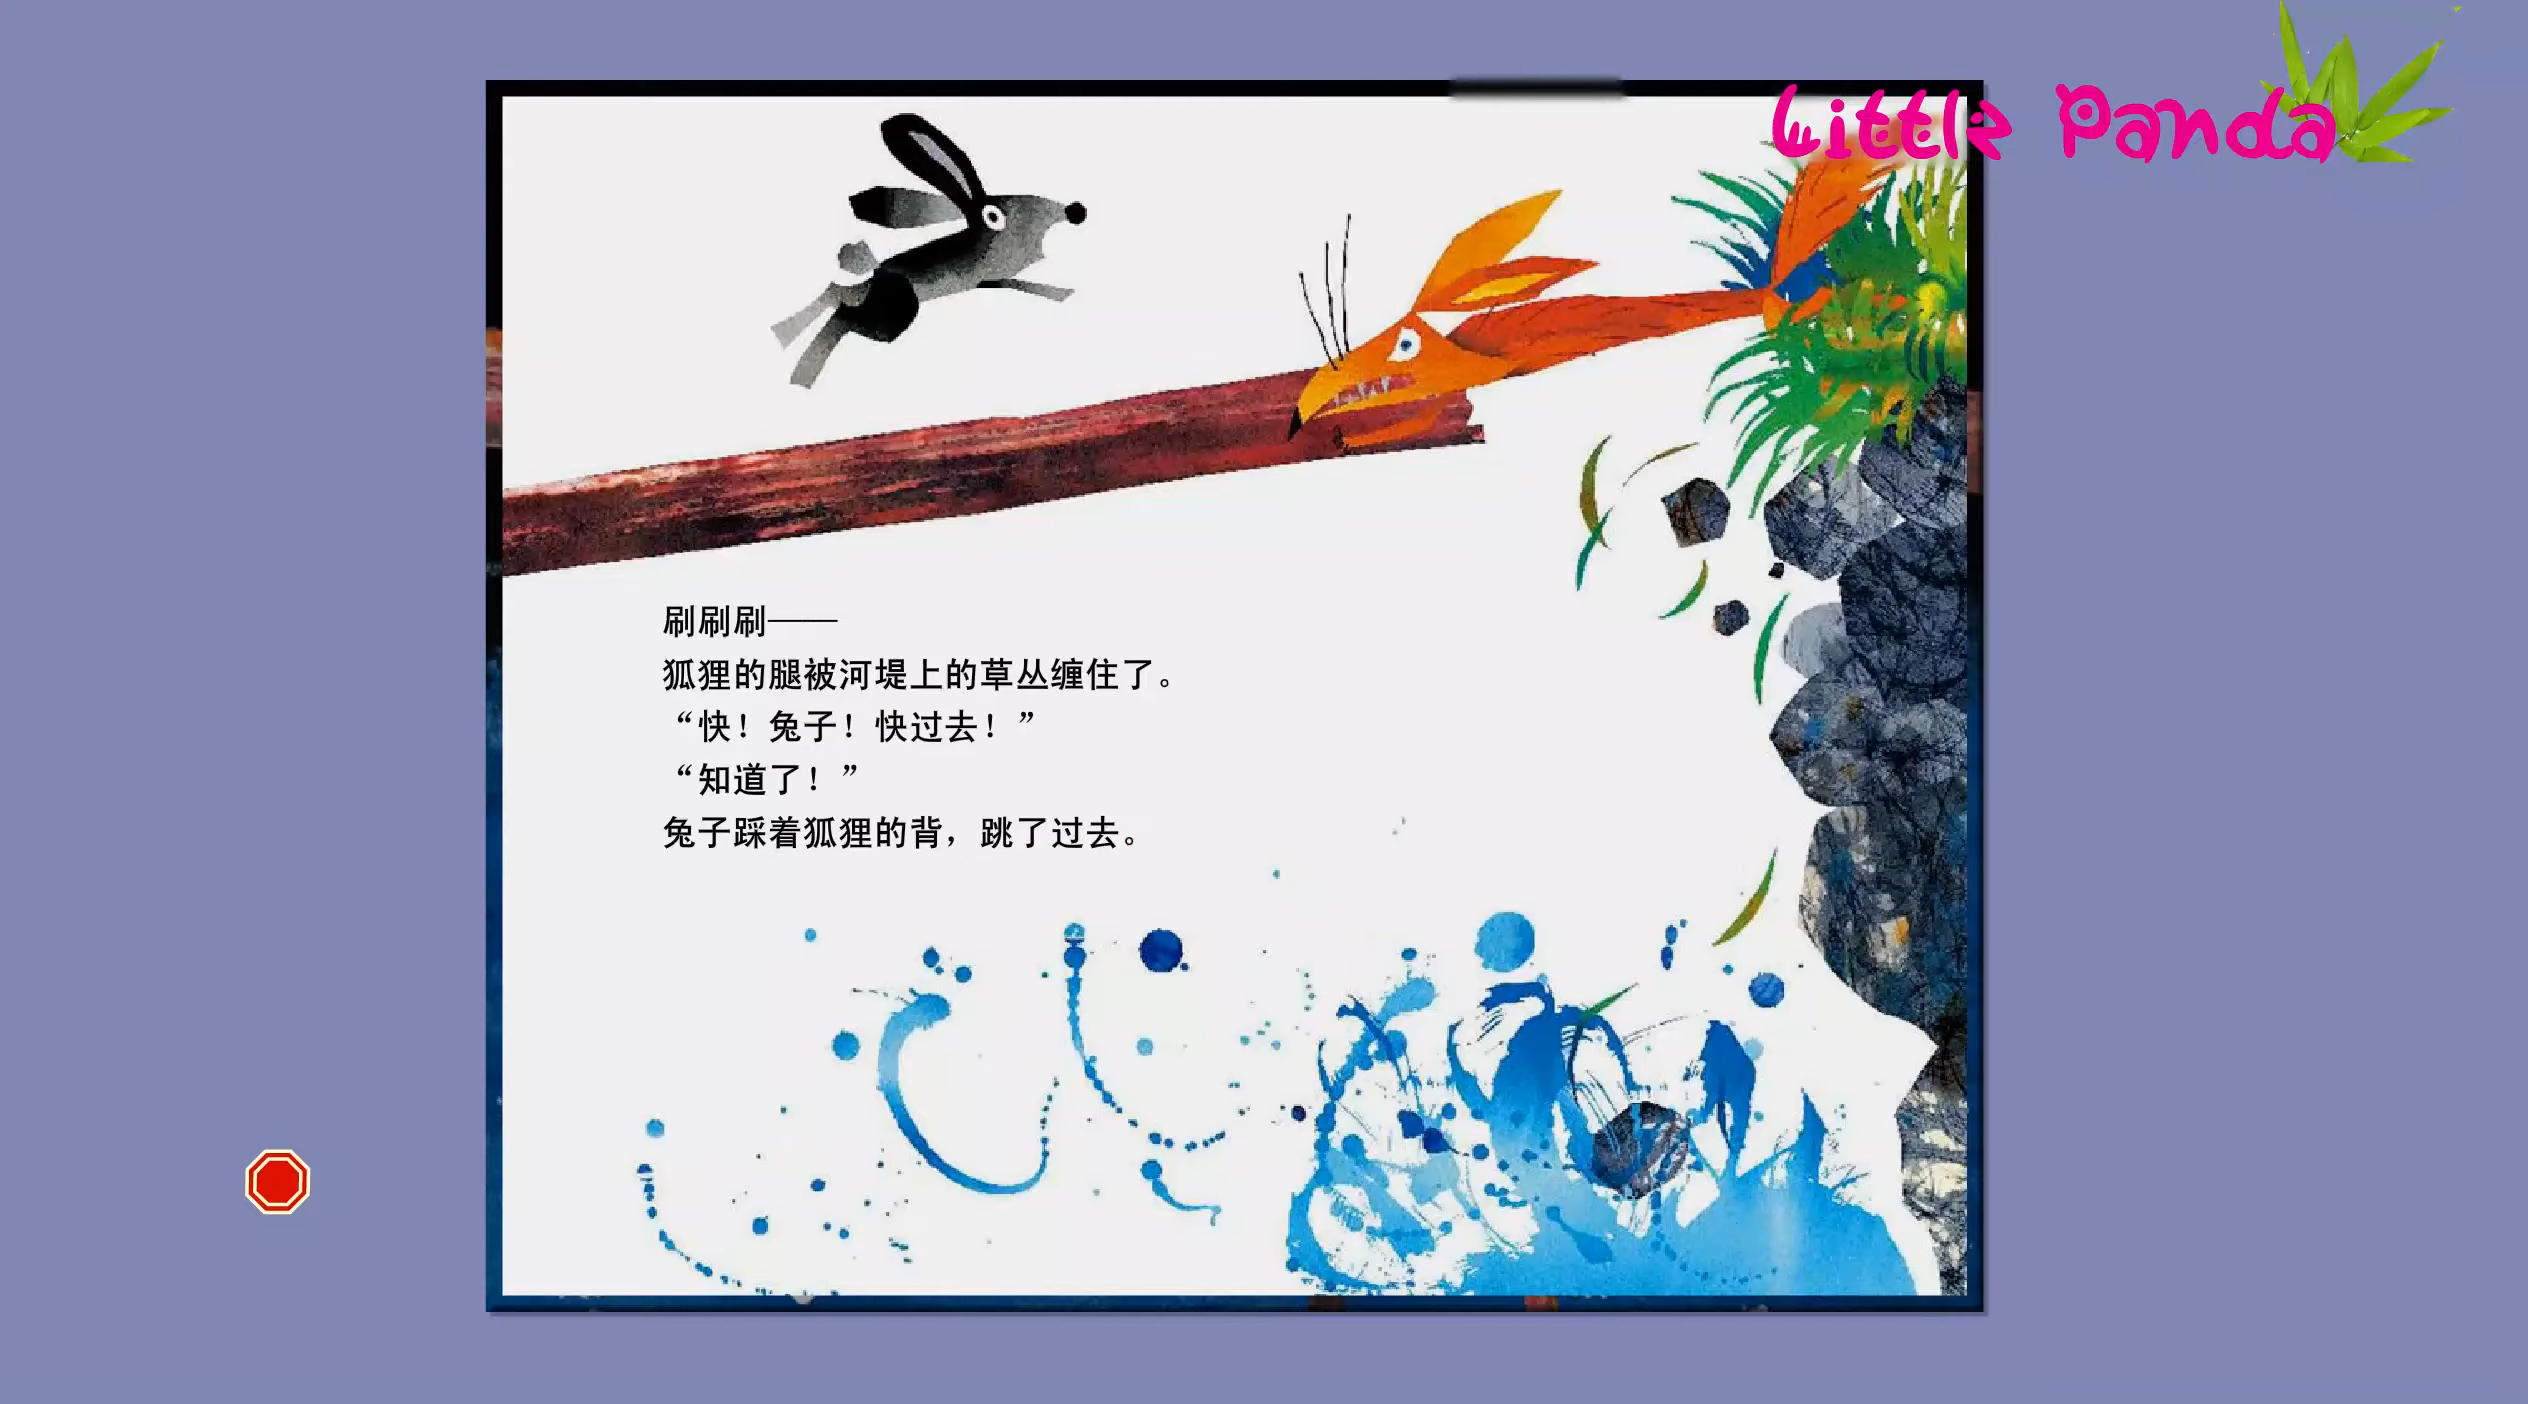 Little Panda
刷刷刷——
狐狸的腿被河堤上的草丛缠住了。
“快！兔子！快过去！”
“知道了！”
兔子踩着狐狸的背，跳了过去。